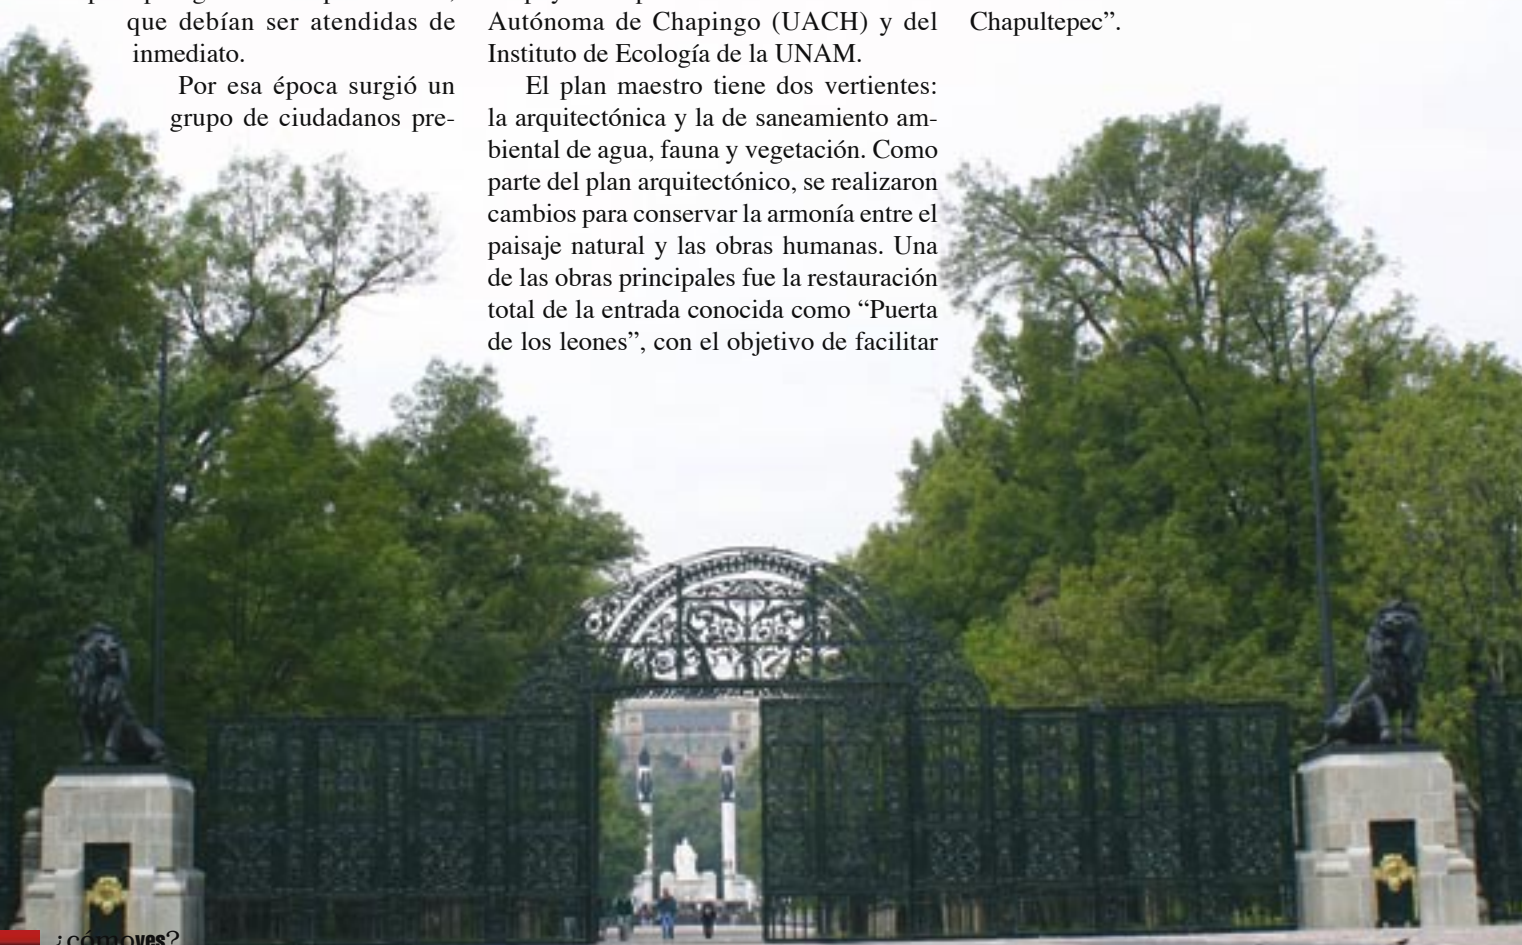 que debían ser atendidas de
inmediato.
Por esa época surgió un
grupo de ciudadanos pre-
Autónoma de Chapingo (UACH) y del
Instituto de Ecología de la UNAM.
El plan maestro tiene dos vertientes:
la arquitectónica y la de saneamiento am-
biental de agua, fauna y vegetación. Como
parte del plan arquitectónico, se realizaron
cambios para conservar la armonía entre el
paisaje natural y las obras humanas. Una
de las obras principales fue la restauración
total de la entrada conocida como “Puerta
de los leones”, con el objetivo de facilitar
Chapultepec”.
¿cómoves?